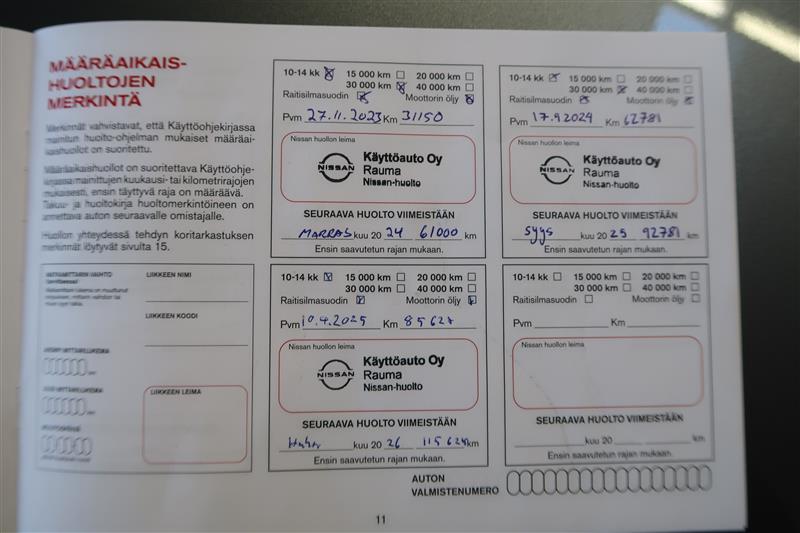 MÄÄRÄAIKAIS-
HUOLTOJEN
MERKINTÄ
Merkinnät vahvistavat, että Käyttöohjekirjassa
mainitun huolto-ohjelman mukaiset määräai-
kaishuollot on suoritettu.
Määräaikaishuollot on suoritettava Käyttöohje-
kirjassa mainittujen kuukausi- tai kilometrirajojen
mukaisesti, ensin täyttyvä raja on määräävä.
Takuu- ja huoltokirja huoltomerkintöineen on
annettava auton seuraavalle omistajalle.
Huollon yhteydessä tehdyn koritarkastuksen
merkinnät löytyvät sivulta 15.
LIIKKEEN NIMI
LIIKKEEN KOODI
LIIKKEEN LEIMA
10-14 kk 15 000 km 20 000 km
30 000 km 40 000 km
Raitisilmasuodin Moottorin öljy
Pvm 27.11.2023 Km 31150
Nissan huollon leima
NISSAN
Käyttöauto Oy
Rauma
Nissan-huolto
SEURAAVA HUOLTO VIIMEISTÄÄN
MARRAS kuu 20 24 61000 km
Ensin saavutetun rajan mukaan.
10-14 kk 15 000 km 20 000 km
30 000 km 40 000 km
Raitisilmasuodin Moottorin öljy
Pvm 17.9.2024 Km 62781
Nissan huollon leima
NISSAN
Käyttöauto Oy
Rauma
Nissan-huolto
SEURAAVA HUOLTO VIIMEISTÄÄN
syys kuu 20 25 92781 km
Ensin saavutetun rajan mukaan.
10-14 kk 15 000 km 20 000 km
30 000 km 40 000 km
Raitisilmasuodin Moottorin öljy
Pvm 10.4.2025 Km 85627
Nissan huollon leima
NISSAN
Käyttöauto Oy
Rauma
Nissan-huolto
SEURAAVA HUOLTO VIIMEISTÄÄN
kuu 20 26 km
Ensin saavutetun rajan mukaan.
10-14 kk 15 000 km 20 000 km
30 000 km 40 000 km
Raitisilmasuodin Moottorin öljy
Pvm Km
Nissan huollon leima
SEURAAVA HUOLTO VIIMEISTÄÄN
kuu 20 km
Ensin saavutetun rajan mukaan.
AUTON
VALMISTENUMERO
11